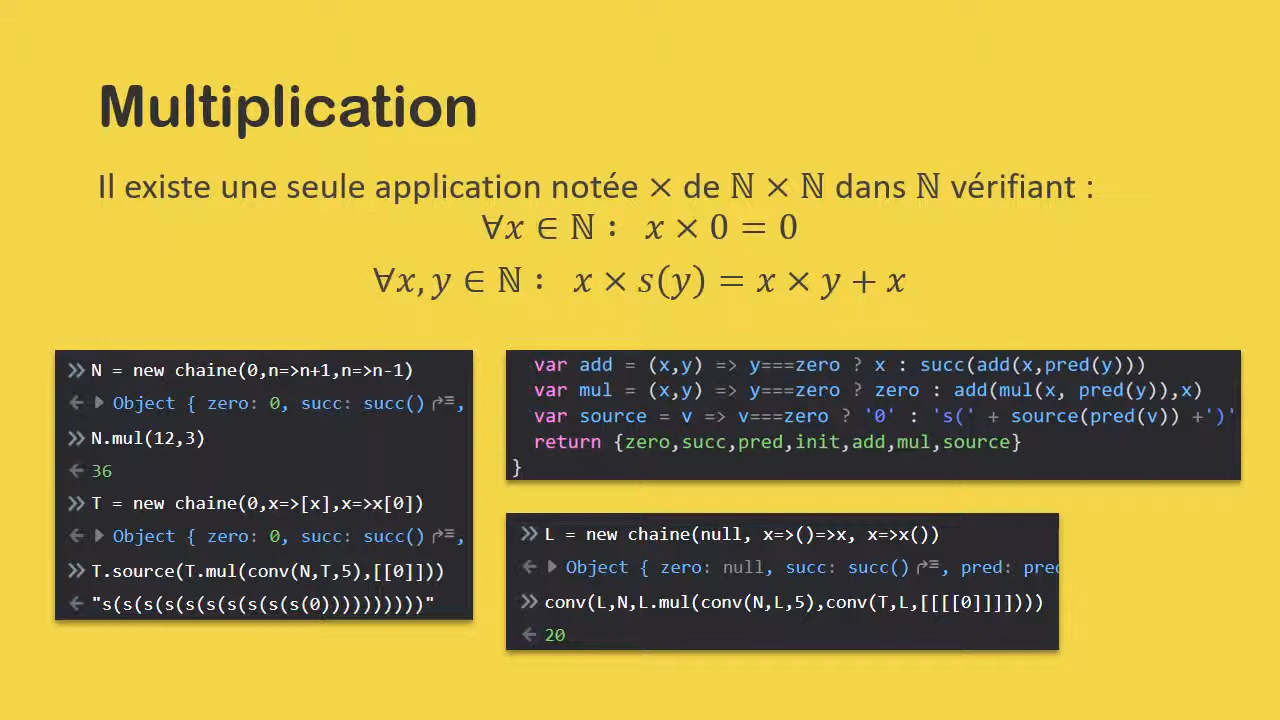 Multiplication
Il existe une seule application notée × de ℕ × ℕ dans ℕ vérifiant :
∀x ∈ ℕ : x × 0 = 0
∀x, y ∈ ℕ : x × s(y) = x × y + x
N = new chaine(0,n=>n+1,n=>n-1)
Object { zero: 0, succ: succ(),
N.mul(12,3)
36
T = new chaine(0,x=>[x],x=>x[0])
Object { zero: 0, succ: succ(),
T.source(T.mul(conv(N,T,5),[[0]]))
"s(s(s(s(s(s(s(s(s(s(0))))))))))"
var add = (x,y) => y===zero ? x : succ(add(x,pred(y)))
var mul = (x,y) => y===zero ? zero : add(mul(x, pred(y)),x)
var source = v => v===zero ? '0' : 's(' + source(pred(v)) +')'
return {zero,succ,pred,init,add,mul,source}
}
L = new chaine(null, x=>()=>x, x=>x())
Object { zero: null, succ: succ(), pred: pred
conv(L,N,L.mul(conv(N,L,5),conv(T,L,[[[[0]]]])))
20